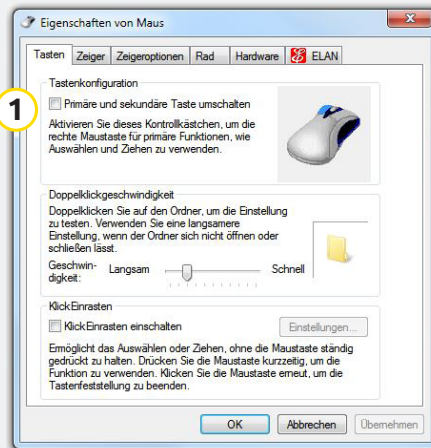 Eigenschaften von Maus
Tasten Zeiger Zeigeroptionen Rad Hardware ELAN
Tastenkonfiguration
1
Primäre und sekundäre Taste umschalten
Aktivieren Sie dieses Kontrollkästchen, um die
rechte Maustaste für primäre Funktionen, wie
Auswählen und Ziehen zu verwenden.
Doppelklickgeschwindigkeit
Doppelklicken Sie auf den Ordner, um die Einstellung
zu testen. Verwenden Sie eine langsamere
Einstellung, wenn der Ordner sich nicht öffnen oder
schließen lässt.
Geschwin-
digkeit:
Langsam Schnell
KlickEinrasten
KlickEinrasten einschalten
Einstellungen...
Ermöglicht das Auswählen oder Ziehen, ohne die Maustaste ständig
gedrückt zu halten. Drücken Sie die Maustaste kurzzeitig, um die
Funktion zu verwenden. Klicken Sie die Maustaste erneut, um die
Tastenfeststellung zu beenden.
OK Abbrechen Übernehmen